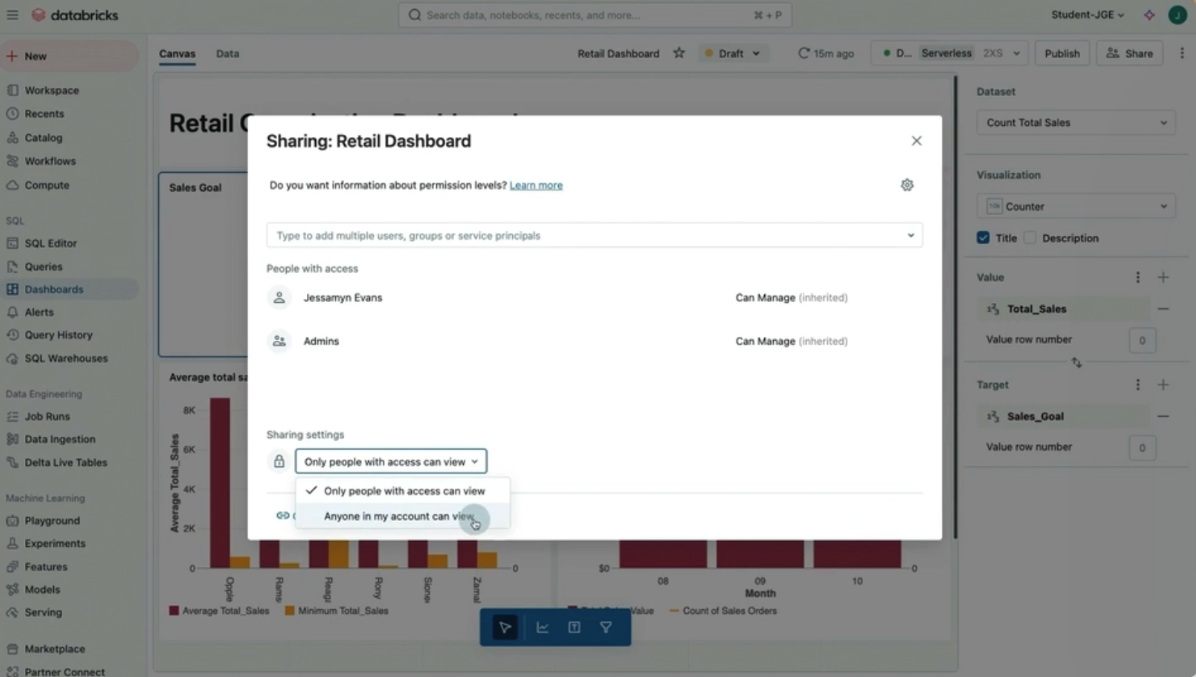 databricks
Search data, notebooks, recents, and more...
⌘ + P
Student-JGE
J
New
Canvas
Data
Retail Dashboard
Draft
15m ago
D... Serverless 2XS
Publish
Share
Workspace
Recents
Catalog
Workflows
Compute
SQL
SQL Editor
Queries
Dashboards
Alerts
Query History
SQL Warehouses
Data Engineering
Job Runs
Data Ingestion
Delta Live Tables
Machine Learning
Playground
Experiments
Features
Models
Serving
Marketplace
Partner Connect
Retail
Sales Goal
Average total sa
8K
6K
4K
2K
0
0
Average Total_Sales
Opple
Rams
Reag
Rony
Sione
Zamal
Average Total_Sales
Minimum Total_Sales
$0
0
08
09
10
Month
Value
Count of Sales Orders
Sharing: Retail Dashboard
Do you want information about permission levels? Learn more
Type to add multiple users, groups or service principals
People with access
Jessamyn Evans
Can Manage (inherited)
Admins
Can Manage (inherited)
Sharing settings
Only people with access can view
Only people with access can view
Anyone in my account can view
Dataset
Count Total Sales
Visualization
Counter
Title
Description
Value
1²3 Total_Sales
Value row number
0
Target
1²3 Sales_Goal
Value row number
0